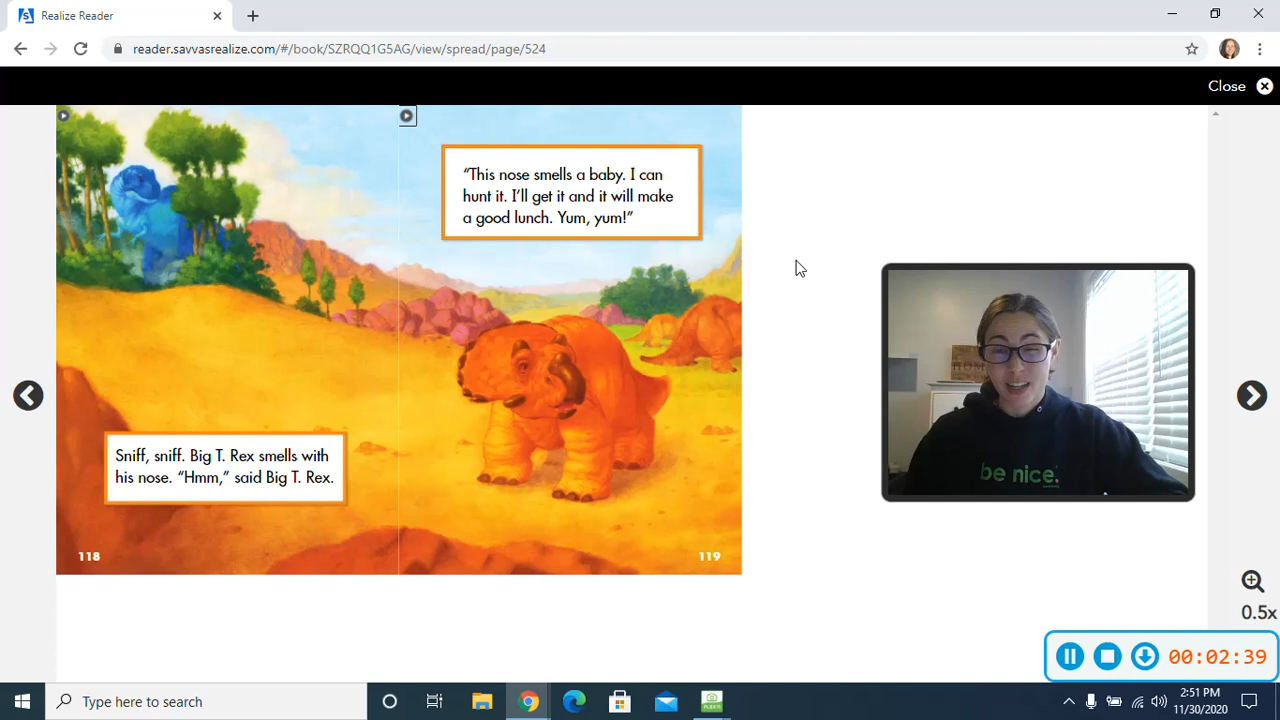 Realize Reader
reader.savvasrealize.com/#/book/SZRQQ1G5AG/view/spread/page/524
Close
"This nose smells a baby. I can
hunt it. I'll get it and it will make
a good lunch. Yum, yum!"
Sniff, sniff. Big T. Rex smells with
his nose. "Hmm," said Big T. Rex.
118
119
HOME
be nice.
0.5x
00:02:39
Type here to search
2:51 PM
11/30/2020